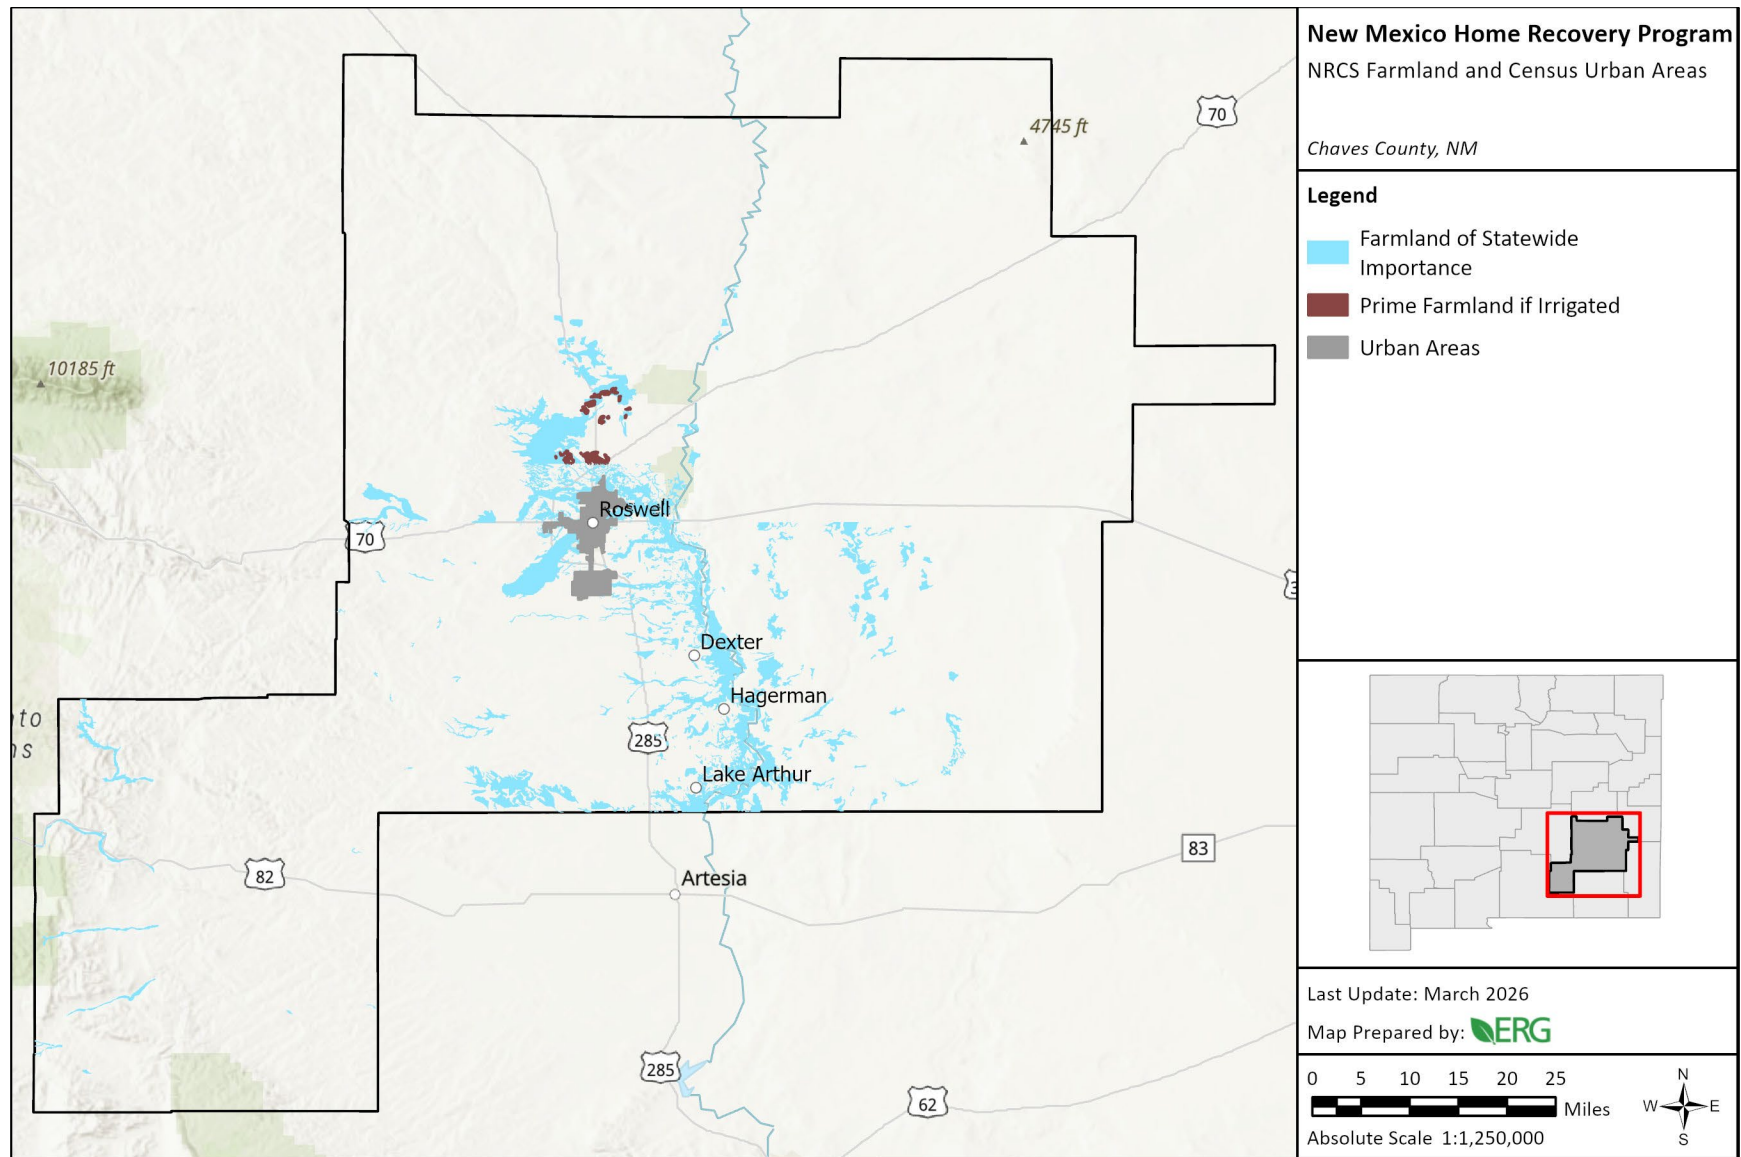 New Mexico Home Recovery Program
NRCS Farmland and Census Urban Areas
Chaves County, NM
Legend
Farmland of Statewide
Importance
Prime Farmland if Irrigated
Urban Areas
70
4745 ft
10185 ft
Roswell
70
Dexter
Hagerman
285
Lake Arthur
83
82
Artesia
285
62
Last Update: March 2026
Map Prepared by: ERG
0 5 10 15 20 25
Miles
Absolute Scale 1:1,250,000
N
W E
S